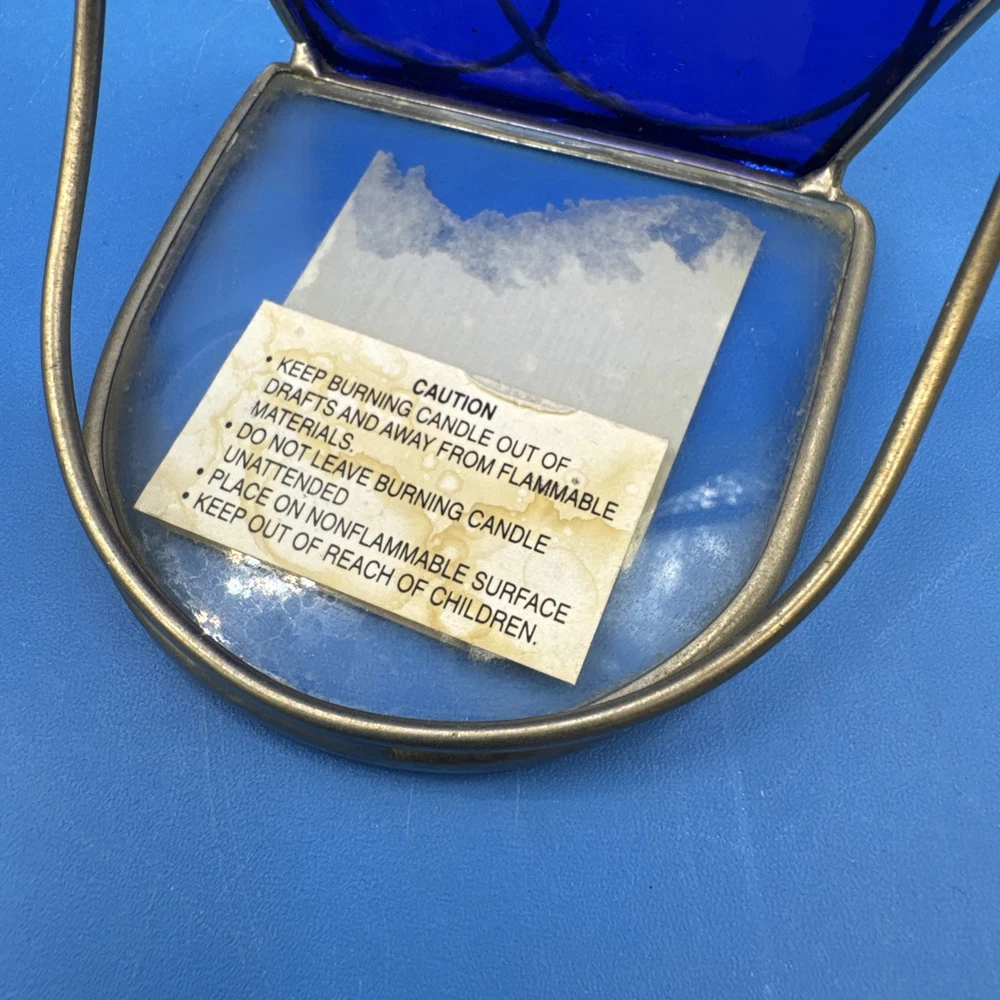 CAUTION
• KEEP BURNING CANDLE OUT OF
DRAFTS AND AWAY FROM FLAMMABLE
MATERIALS.
• DO NOT LEAVE BURNING CANDLE
UNATTENDED
• PLACE ON NONFLAMMABLE SURFACE
• KEEP OUT OF REACH OF CHILDREN.